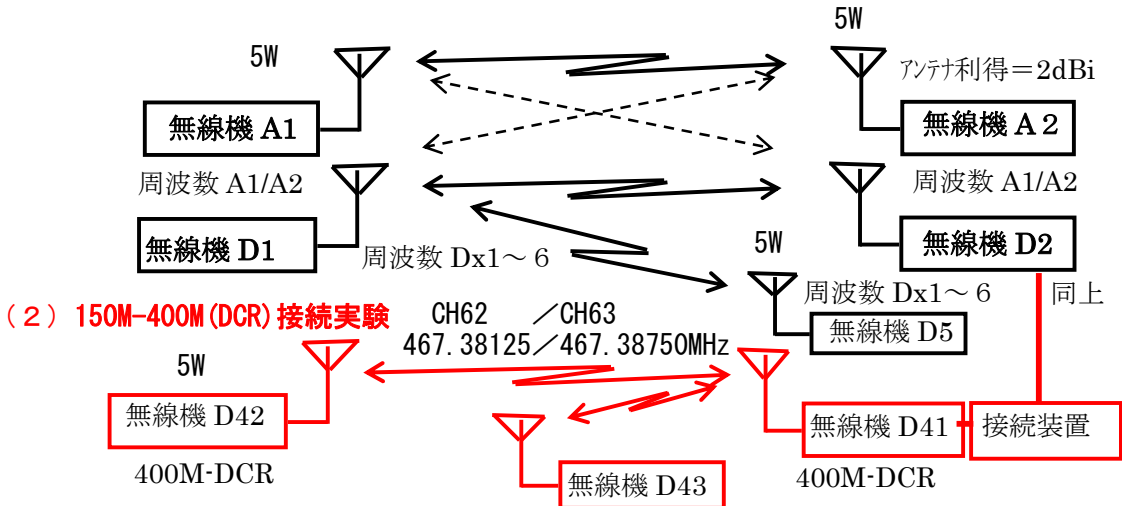 5W
5W
アンテナ利得＝2dBi
無線機 A1
無線機 A 2
周波数 A1/A2
周波数 A1/A2
無線機 D1
周波数 Dx1～ 6
5W
無線機 D2
周波数 Dx1～ 6
同上
（２）150M-400M(DCR)接続実験
CH62 ／CH63
467.38125／467.38750MHz
無線機 D5
5W
無線機 D42
無線機 D41
接続装置
400M-DCR
400M-DCR
無線機 D43